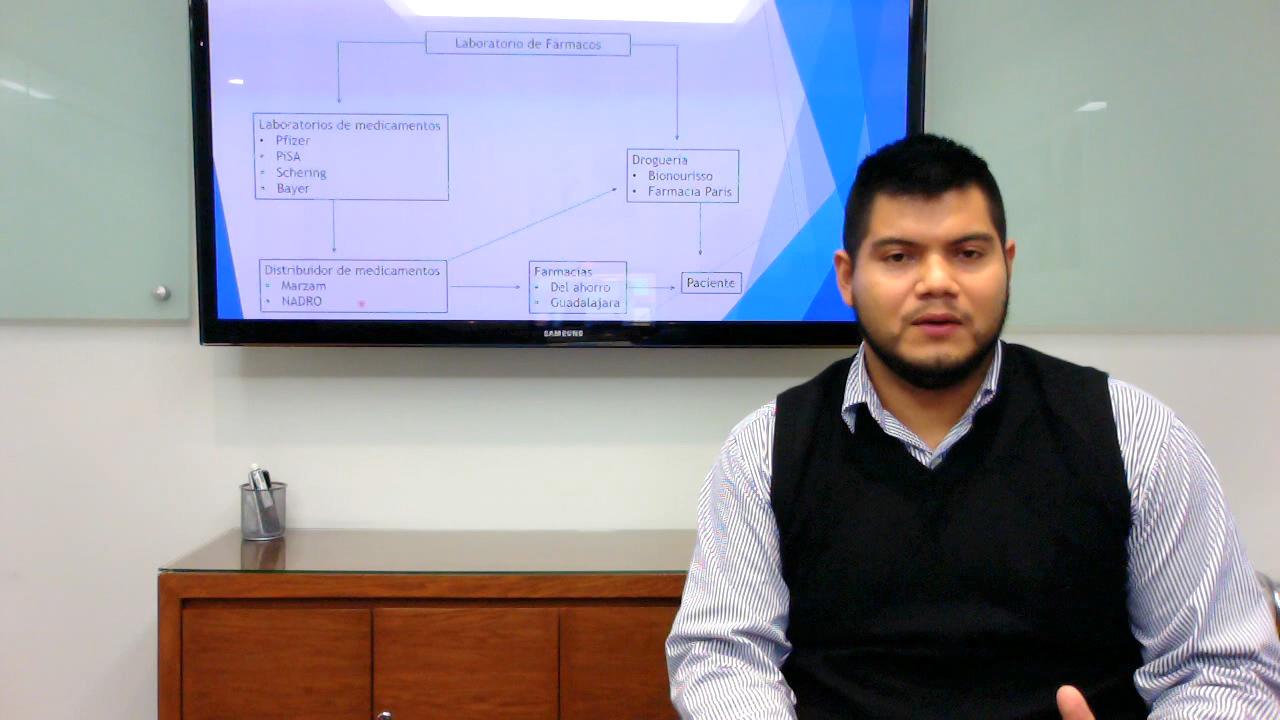 Laboratorio de Farmacos
Laboratorios de medicamentos
• Pfizer
• PiSA
• Schering
• Bayer
Drogueria
• Bionourisso
• Farmacia Paris
Distribuidor de medicamentos
• Marzam
• NADRO
Farmacias
• Del ahorro
• Guadalajara
Paciente
SAMSUNG